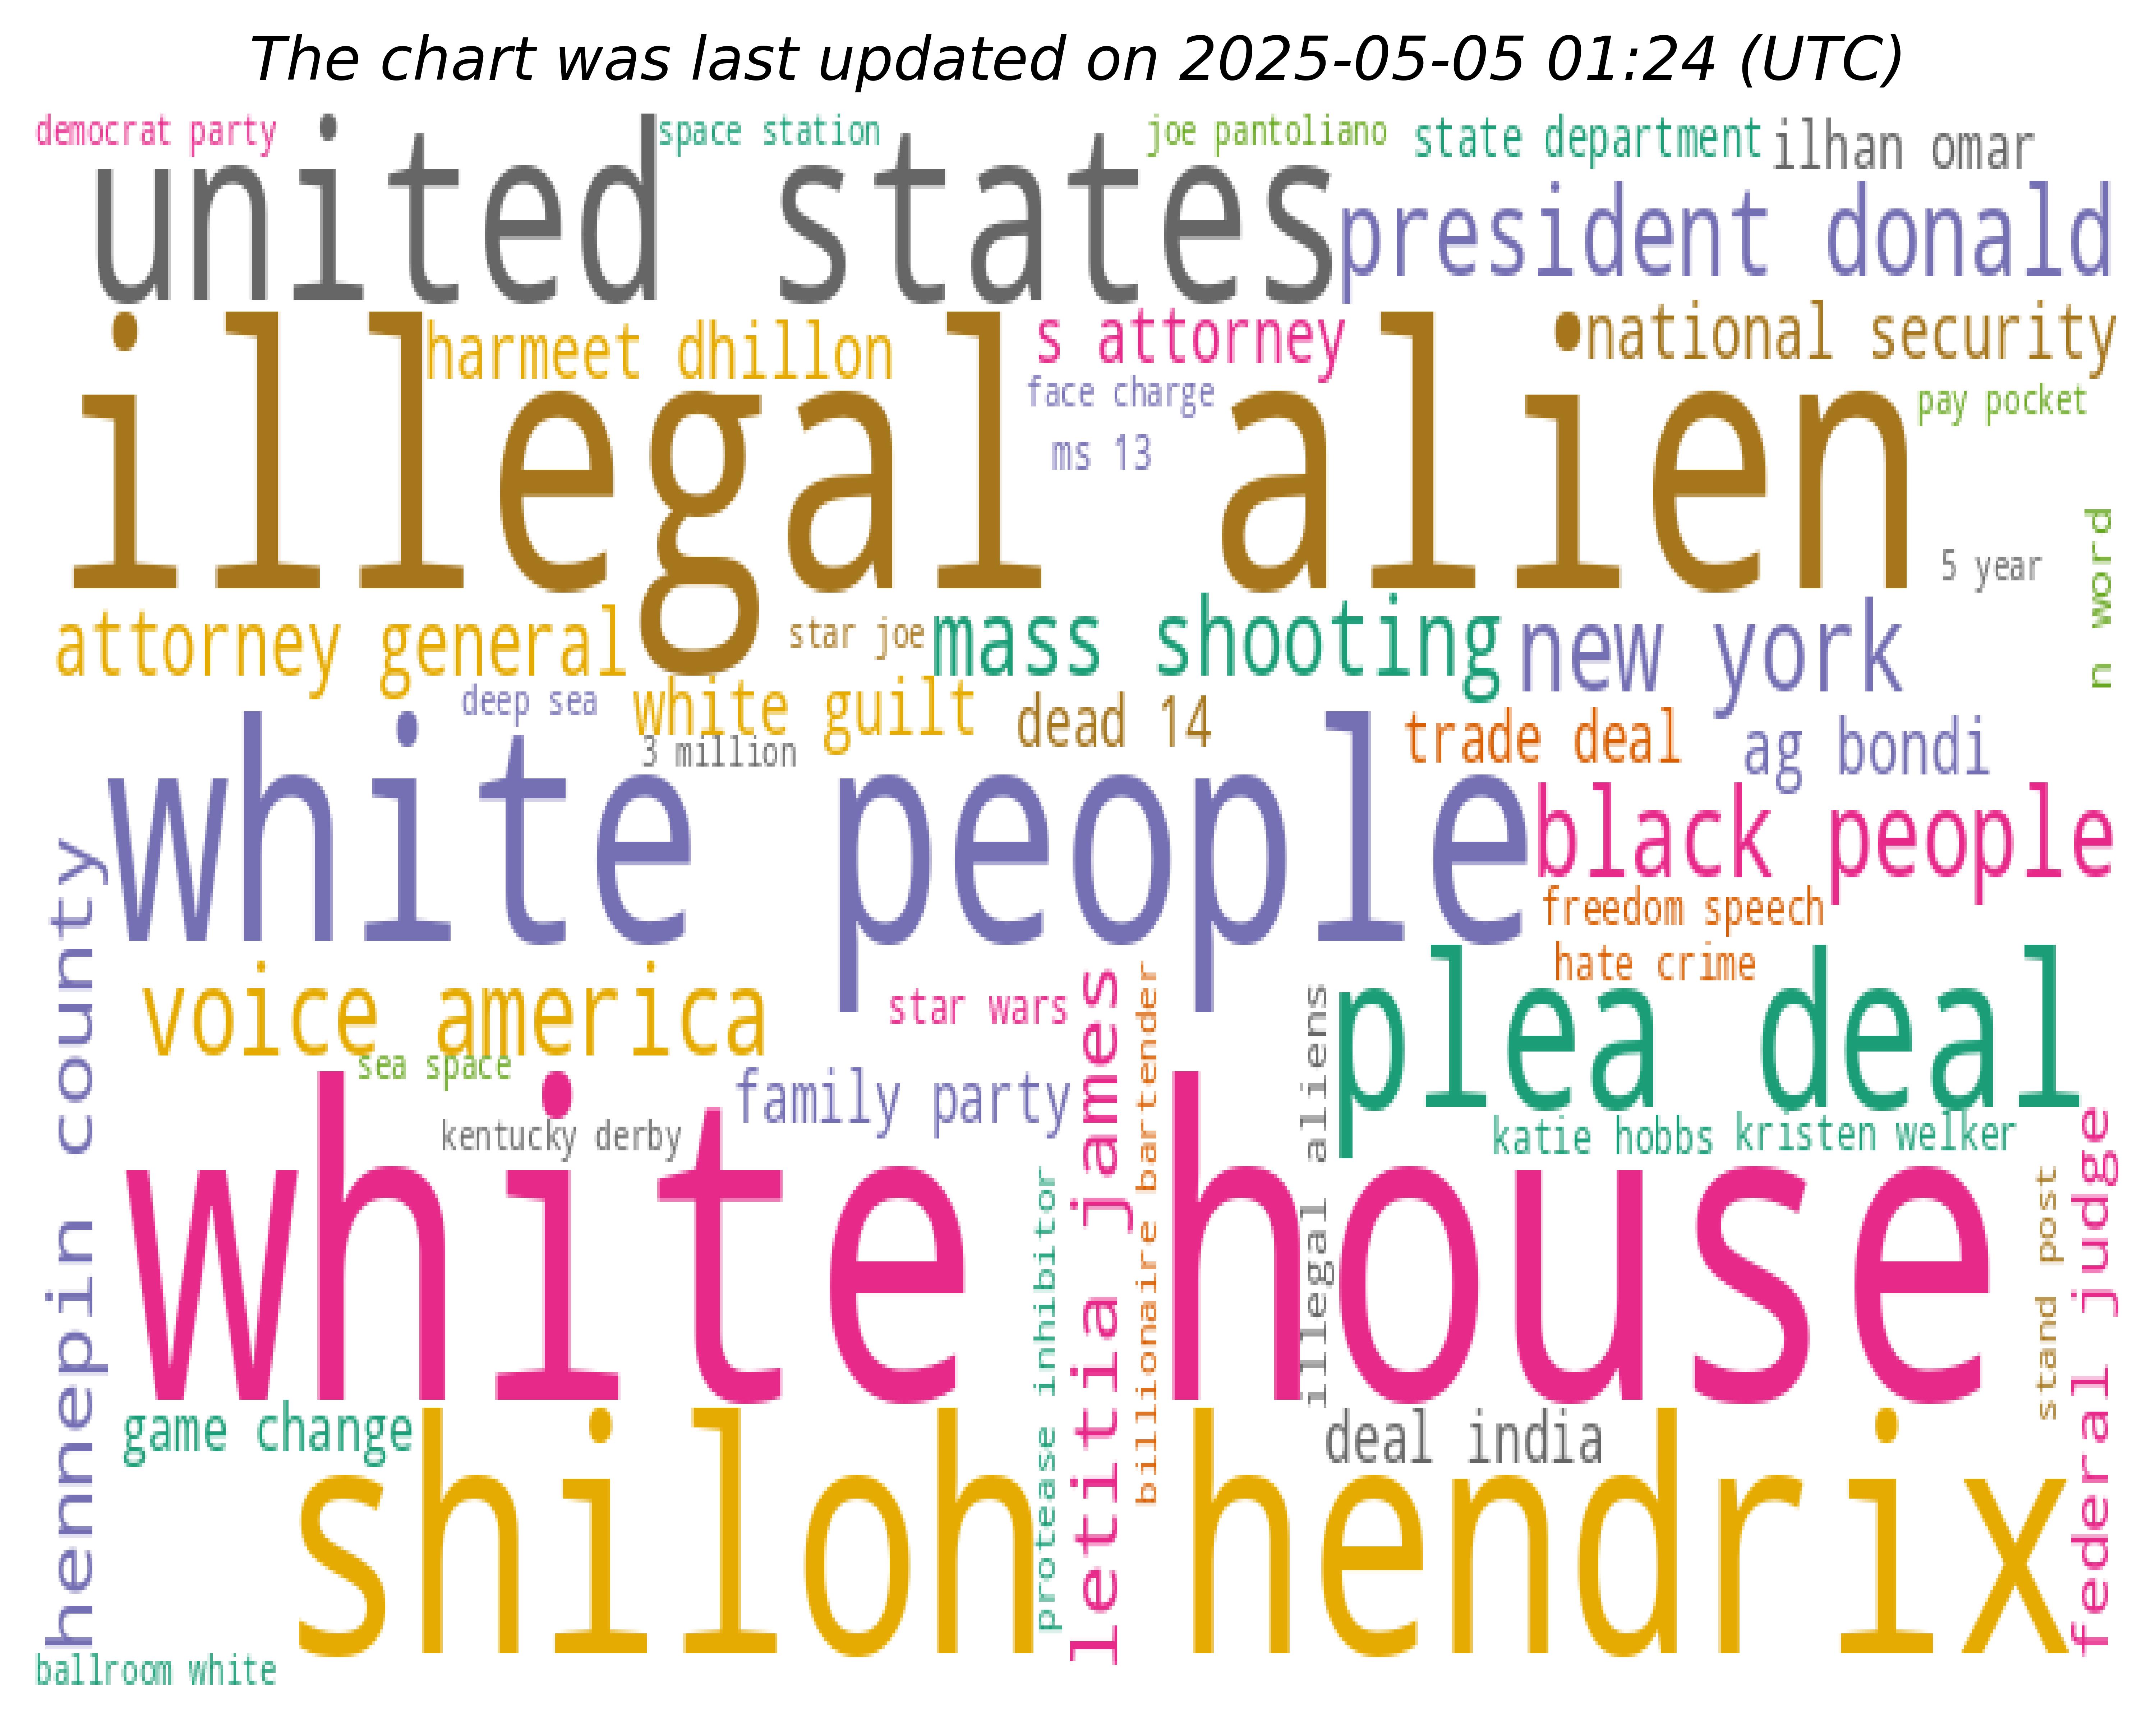 The chart was last updated on 2025-05-05 01:24 (UTC)
democrat party
space station
joe pantoliano
state department
ilhan omar
united states
president donald
harmeet dhillon
s attorney
national security
illegal alien
face charge
pay pocket
ms 13
n word
5 year
attorney general
star joe
mass shooting
new york
deep sea
white guilt
dead 14
trade deal
ag bondi
3 million
white people
black people
freedom speech
hate crime
hennepin county
voice america
star wars
letitia james
billionaire bartender
illegal aliens
plea deal
sea space
family party
kentucky derby
katie hobbs
kristen welker
white house
protease inhibitor
stand post
federal judge
game change
deal india
shiloh hendrix
ballroom white